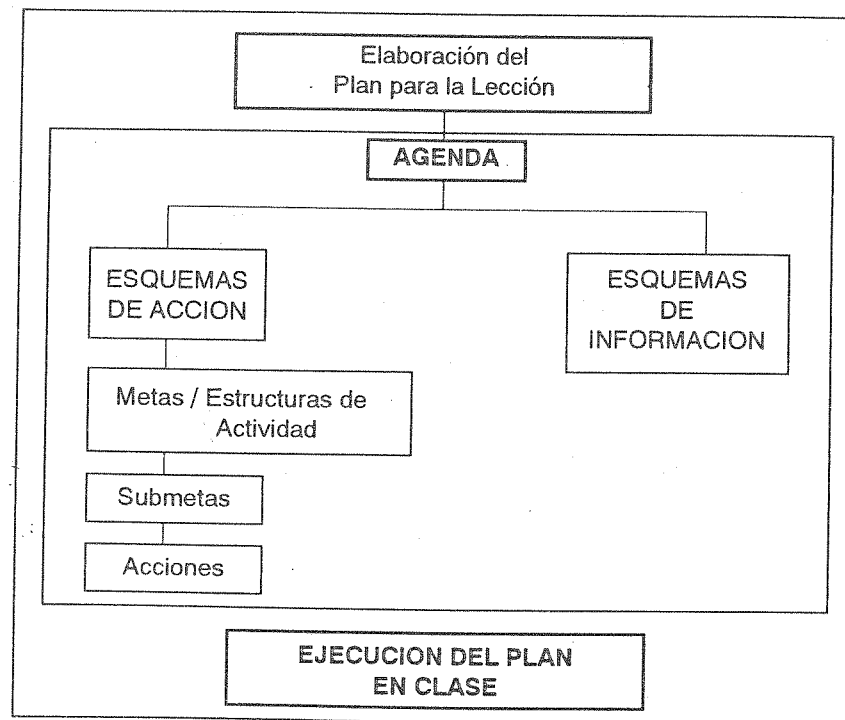 Elaboración del
Plan para la Lección
AGENDA
ESQUEMAS
DE ACCION
ESQUEMAS
DE
INFORMACION
Metas / Estructuras de
Actividad
Submetas
Acciones
EJECUCION DEL PLAN
EN CLASE